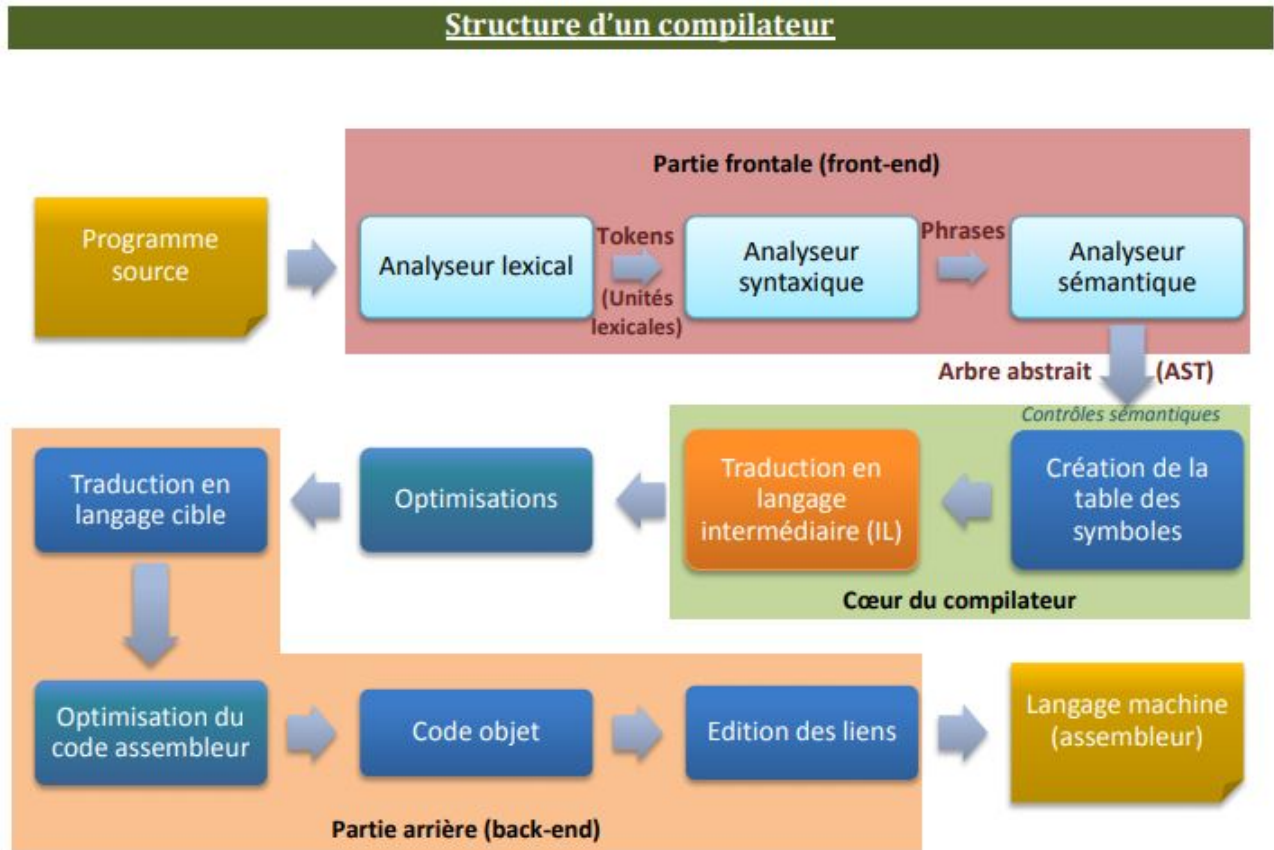 Structure d'un compilateur
Partie frontale (front-end)
Programme
source
Analyseur lexical
Tokens
(Unités
lexicales)
Analyseur
syntaxique
Phrases
Analyseur
sémantique
Arbre abstrait
(AST)
Contrôles sémantiques
Création de la
table des
symboles
Traduction en
langage
intermédiaire (IL)
Cœur du compilateur
Optimisations
Traduction en
langage cible
Optimisation du
code assembleur
Code objet
Edition des liens
Langage machine
(assembleur)
Partie arrière (back-end)